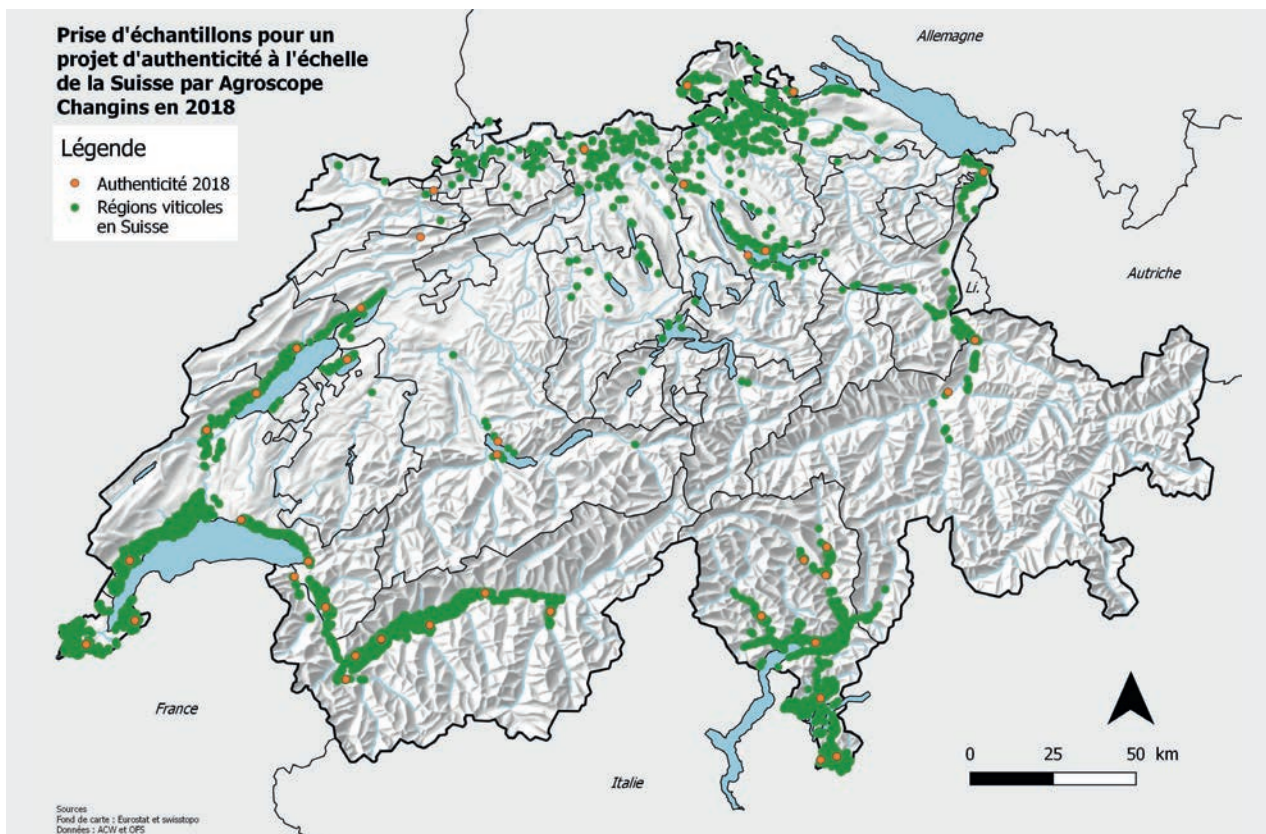 Prise d'échantillons pour un
projet d'authenticité à l'échelle
de la Suisse par Agroscope
Changins en 2018
Légende
Authenticité 2018
Régions viticoles
en Suisse
Allemagne
Autriche
Li.
France
Italie
0 25 50 km
Sources
Fond de carte : Eurostat et swisstopo
Données : ACW et OFS